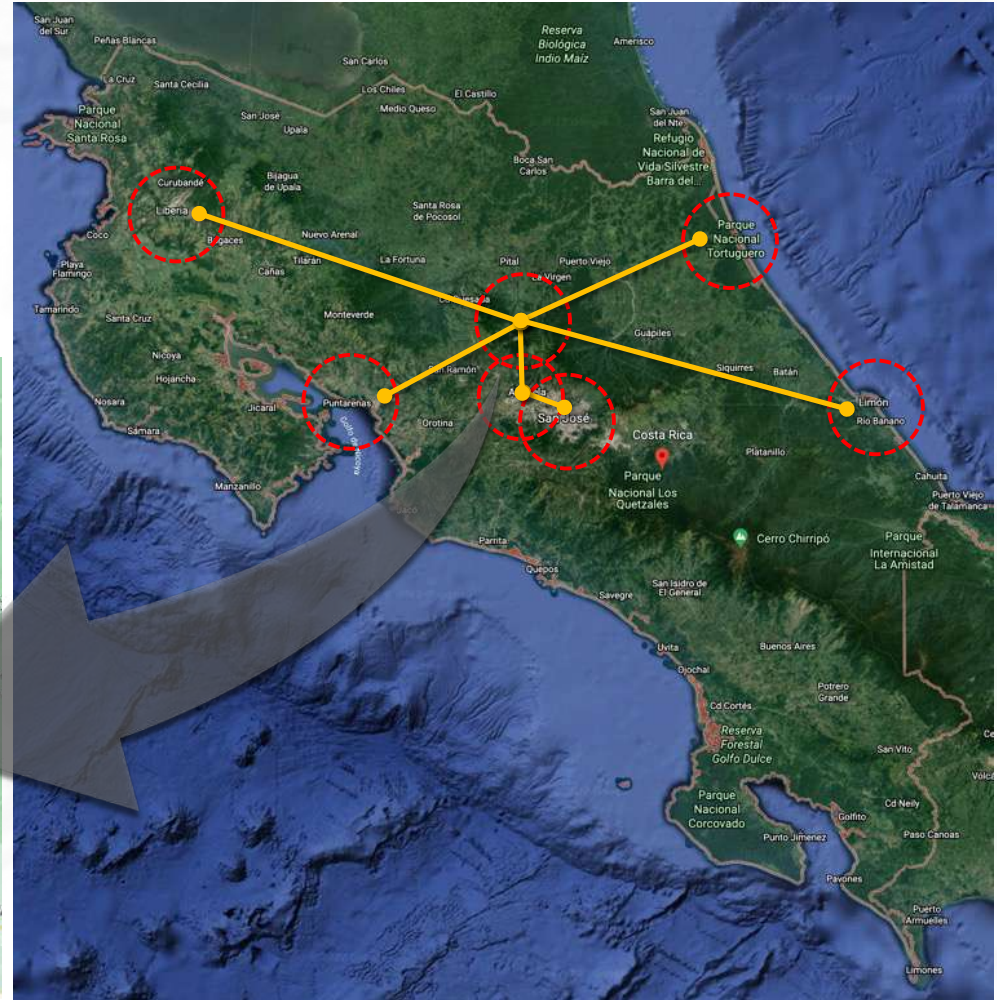 San Juan
del Sur
Peñas Blancas
Reserva
Biológica
Indio Maíz
Amerisco
San Carlos
La Cruz
Santa Cecilia
Los Chiles
El Castillo
Medio Queso
Parque
Nacional
Santa Rosa
San José
Upala
San Juan
del Nte
Refugio
Nacional de
Vida Silvestre
Barra del...
Boca San
Carlos
Curubandé
Bijagua
de Upala
Liberia
Santa Rosa
de Pocosol
Parque
Nacional
Tortuguero
Coco
Bagaces
Nuevo Arenal
Tilarán
La Fortuna
Pital
Puerto Viejo
La Virgen
Playa
Flamingo
Cañas
Tamarindo
Santa Cruz
Monteverde
Guápiles
Nicoya
Hojancha
San Ramón
Siquirres
Batán
Nosara
Jicaral
Puntarenas
Orotina
San José
Limón
Río Banano
Sámara
Golfo de Nicoya
Costa Rica
Platanillo
Manzanillo
Parque
Nacional Los
Quetzales
Cahuita
Puerto Viejo
de Talamanca
Jacó
Parrita
Cerro Chirripó
Parque
Internacional
La Amistad
Quepos
San Isidro de
El General
Savegre
Uvita
Buenos Aires
Ojochal
Potrero
Grande
Cd Cortés
Reserva
Forestal
Golfo Dulce
San Vito
Parque
Nacional
Corcovado
Cd Neily
Golfito
Punto Jimenez
Paso Canoas
Pavones
Puerto
Armuelles
Limones